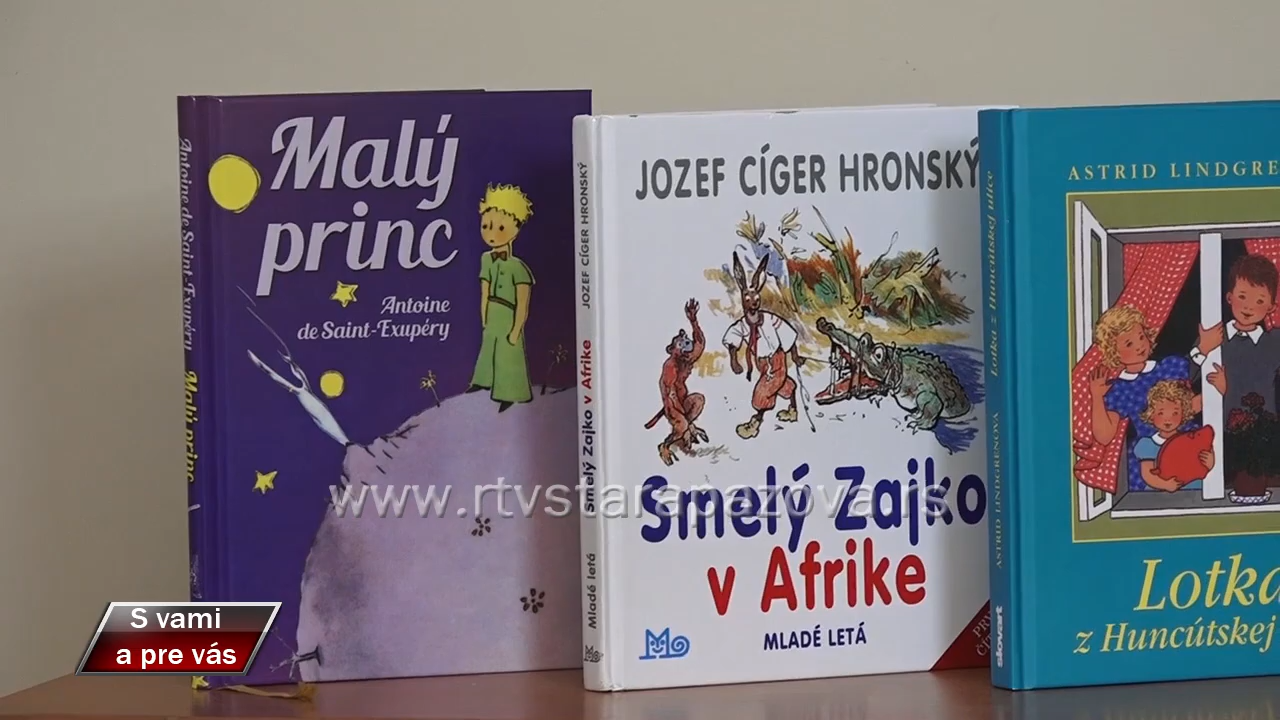 Malý
princ
Antoine
de Saint-Exupéry
Antoine de Saint-Exupéry Malý princ
JOZEF CÍGER HRONSKÝ
Smelý Zajko
v Afrike
MLADÉ LETÁ
Mladé letá Smelý Zajko v Afrike JOZEF CÍGER HRONSKÝ
ASTRID LINDGRE
Lotka
z Huncútskej
slovart ASTRID LINDGRENOVÁ Lotka z Huncútskej ulice
www.rtvstarapazova.rs
S vami
a pre vás